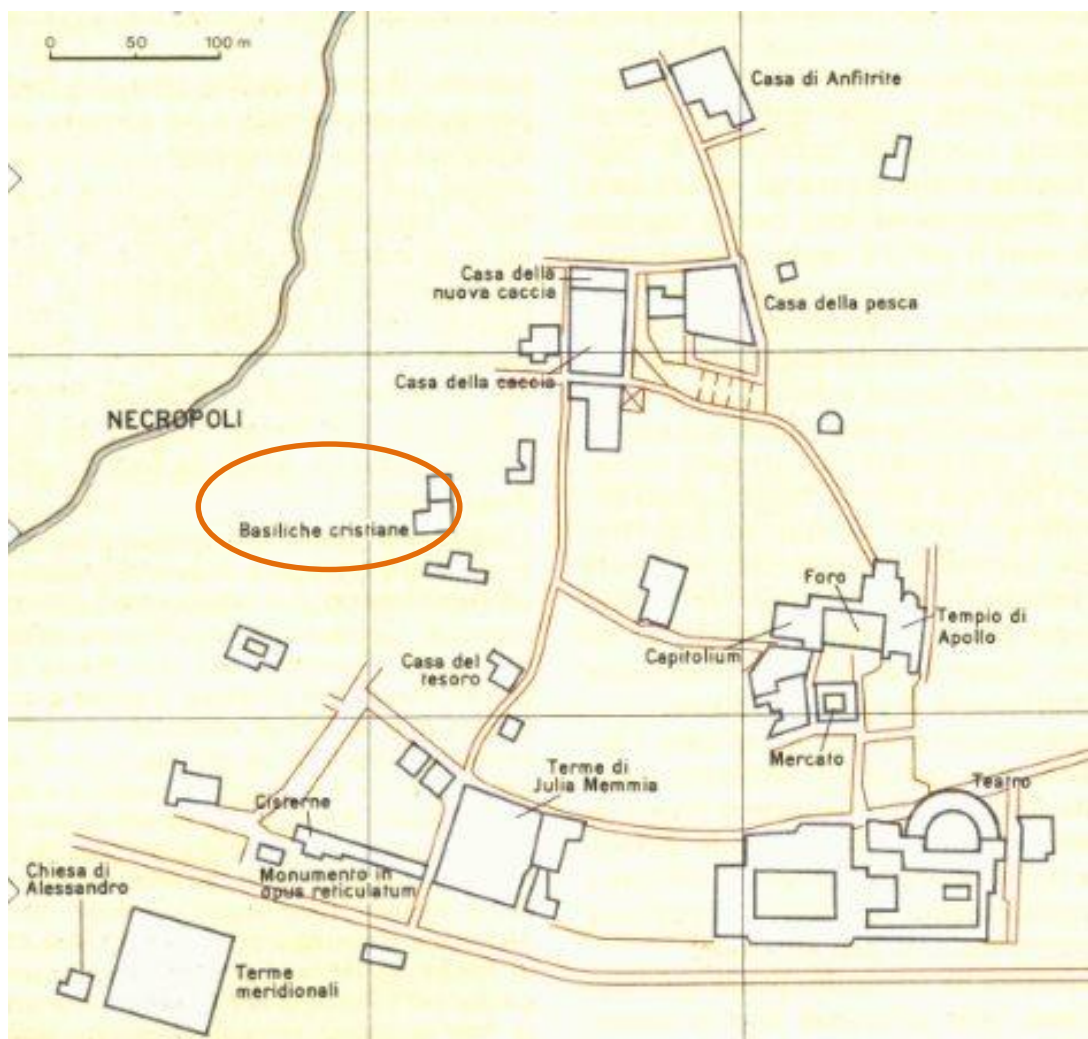 0 50 100 m
Casa di Anfitrite
Casa della
nuova caccia
Casa della pesca
Casa della caccia
NECROPOLI
Basiliche cristiane
Foro
Tempio di
Apollo
Capitolium
Casa del
tesoro
Mercato
Terme di
Julia Memmia
Teatro
Cisterne
Chiesa di
Alessandro
Monumento in
opus reticulatum
Terme
meridionali